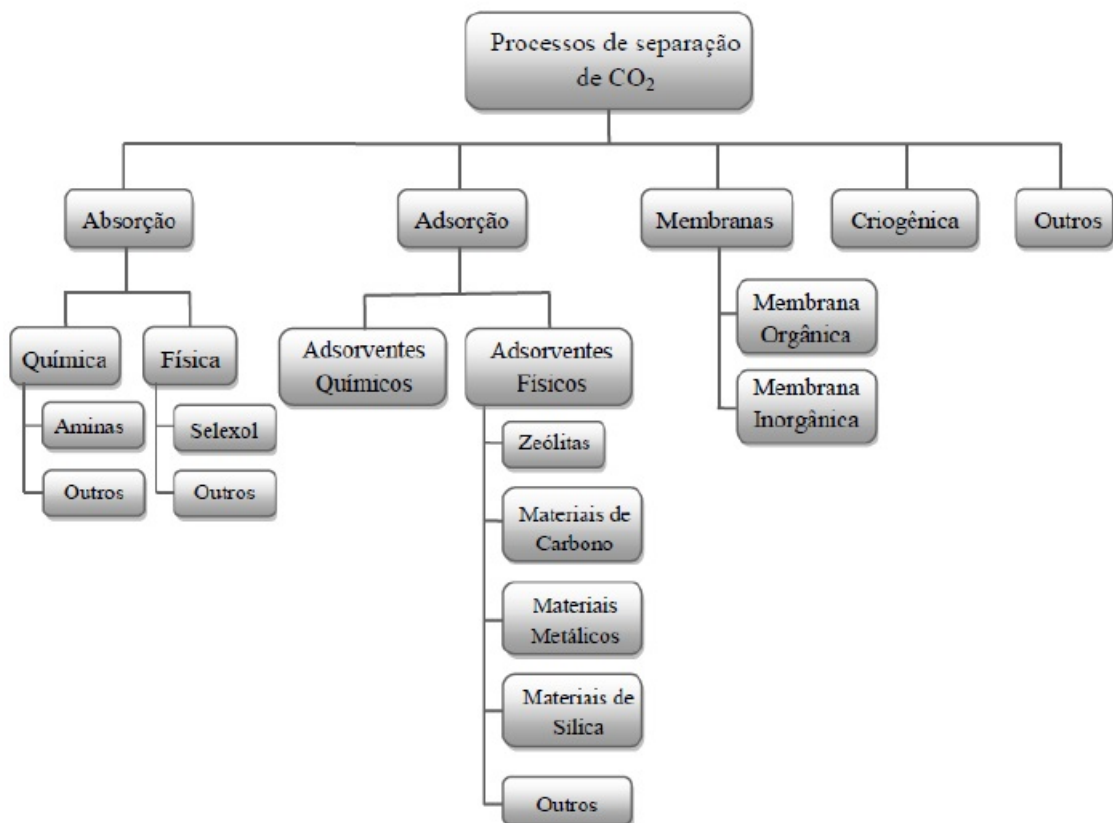 Processos de separação
de CO₂
Absorção
Adsorção
Membranas
Criogênica
Outros
Química
Física
Adsorventes
Químicos
Adsorventes
Físicos
Membrana
Orgânica
Membrana
Inorgânica
Aminas
Outros
Selexol
Outros
Zeólitas
Materiais de
Carbono
Materiais
Metálicos
Materiais de
Sílica
Outros